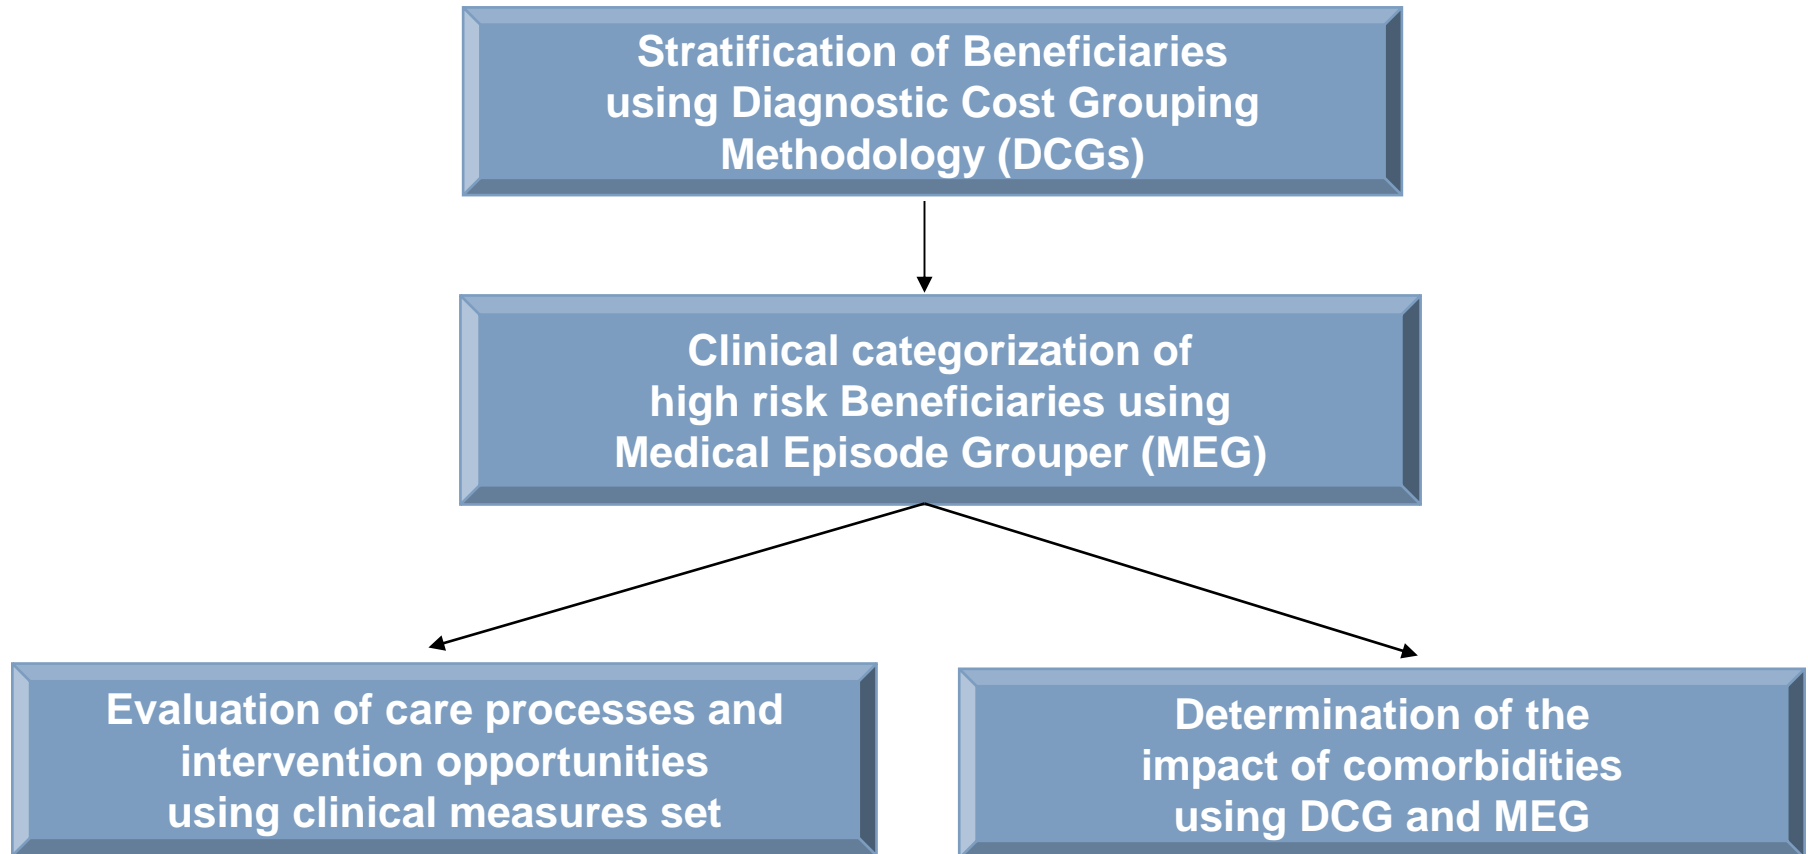 Stratification of Beneficiaries
using Diagnostic Cost Grouping
Methodology (DCGs)
Clinical categorization of
high risk Beneficiaries using
Medical Episode Grouper (MEG)
Evaluation of care processes and
intervention opportunities
using clinical measures set
Determination of the
impact of comorbidities
using DCG and MEG